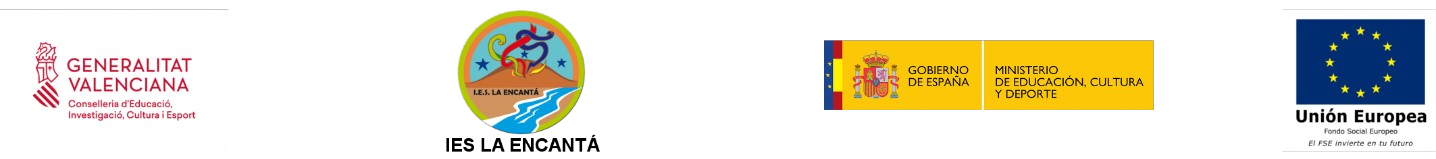 GENERALITAT
VALENCIANA
Conselleria d'Educació,
Investigació, Cultura i Esport
I.E.S. LA ENCANTÁ
IES LA ENCANTÁ
GOBIERNO
DE ESPAÑA
MINISTERIO
DE EDUCACIÓN, CULTURA
Y DEPORTE
Unión Europea
Fondo Social Europeo
El FSE invierte en tu futuro